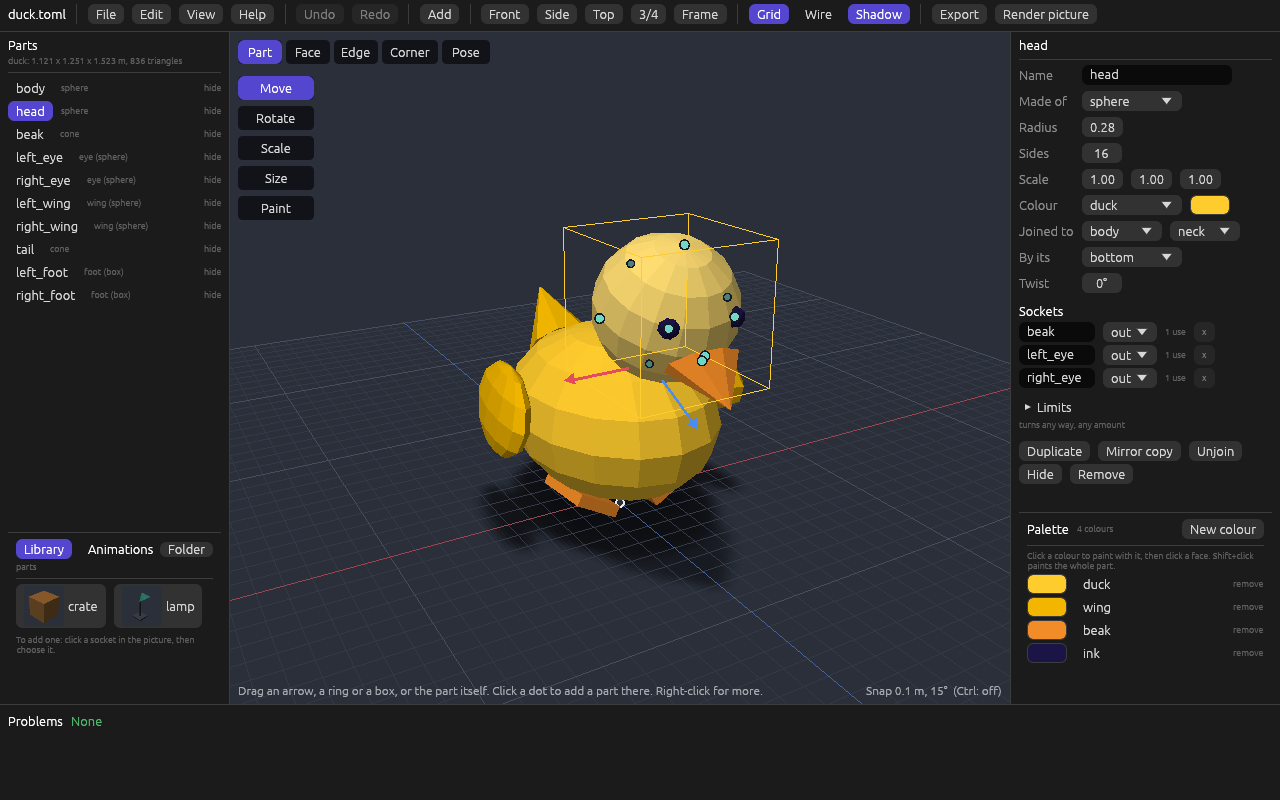 duck.toml File Edit View Help Undo Redo Add Front Side Top 3/4 Frame Grid Wire Shadow Export Render picture
Parts
duck: 1.121 x 1.251 x 1.523 m, 836 triangles
body sphere hide
head sphere hide
beak cone hide
left_eye eye (sphere) hide
right_eye eye (sphere) hide
left_wing wing (sphere) hide
right_wing wing (sphere) hide
tail cone hide
left_foot foot (box) hide
right_foot foot (box) hide
Library Animations Folder
parts
crate lamp
To add one: click a socket in the picture, then
choose it.
Part Face Edge Corner Pose
Move
Rotate
Scale
Size
Paint
Drag an arrow, a ring or a box, or the part itself. Click a dot to add a part there. Right-click for more.
Snap 0.1 m, 15° (Ctrl: off)
head
Name head
Made of sphere
Radius 0.28
Sides 16
Scale 1.00 1.00 1.00
Colour duck
Joined to body neck
By its bottom
Twist 0°
Sockets
beak out 1 use x
left_eye out 1 use x
right_eye out 1 use x
Limits
turns any way, any amount
Duplicate Mirror copy Unjoin
Hide Remove
Palette 4 colours New colour
Click a colour to paint with it, then click a face. Shift+click
paints the whole part.
duck remove
wing remove
beak remove
ink remove
Problems None